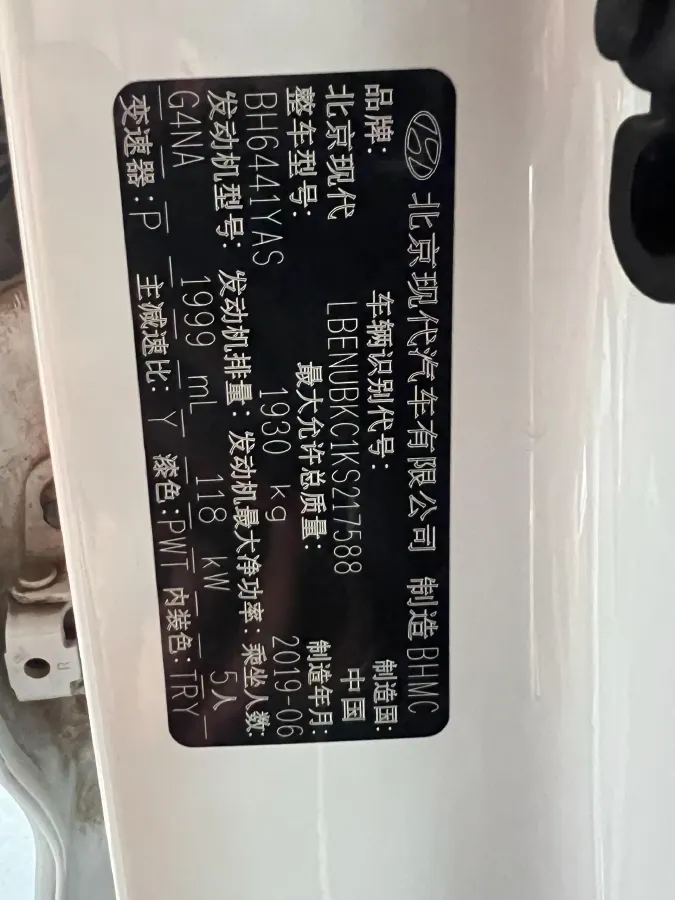 北京现代汽车有限公司 制造 BHMC
品牌: 车辆识别代号: 制造国:
北京现代 LBENUBKC1KS217588 中国
整车型号: 最大允许总质量: 制造年月:
BH6441YAS 1930 kg 2019-06
发动机型号: 发动机排量: 发动机最大净功率: 乘坐人数:
G4NA 1999 mL 118 kW 5人
变速器: P 主减速比: Y 漆色: PWT 内装色: TRY